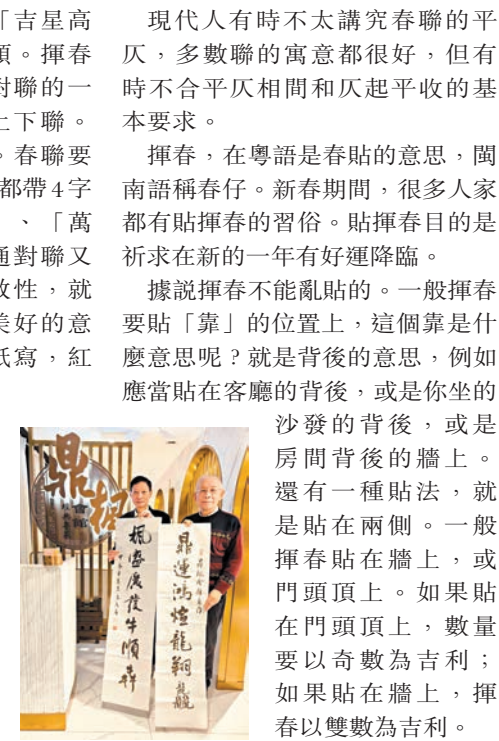 「吉星高
。揮春
對聯的一
上下聯。
。春聯要
都帶4字
、「萬
通對聯又
性,就
美好的意
紙寫,紅
現代人有時不太講究春聯的平
仄,多數聯的寓意都很好,但有
時不合平仄相間和仄起平收的基
本要求。
揮春,在粵語是春貼的意思,閩
南語稱春仔。新春期間,很多人家
都有貼揮春的習俗。貼揮春目的是
祈求在新的一年有好運降臨。
據說揮春不能亂貼的。一般揮春
要貼「靠」的位置上,這個靠是什
麼意思呢?就是背後的意思,例如
應當貼在客廳的背後,或是你坐的
沙發的背後,或是
房間背後的牆上。
還有一種貼法,就
是貼在兩側。一般
揮春貼在牆上,或
門頭頂上。如果貼
在門頭頂上,數量
要以奇數為吉利;
如果貼在牆上,揮
春以雙數為吉利。
鼎楓
會館
鼎運鴻煊龍翔
楓盛廣發牛順犇